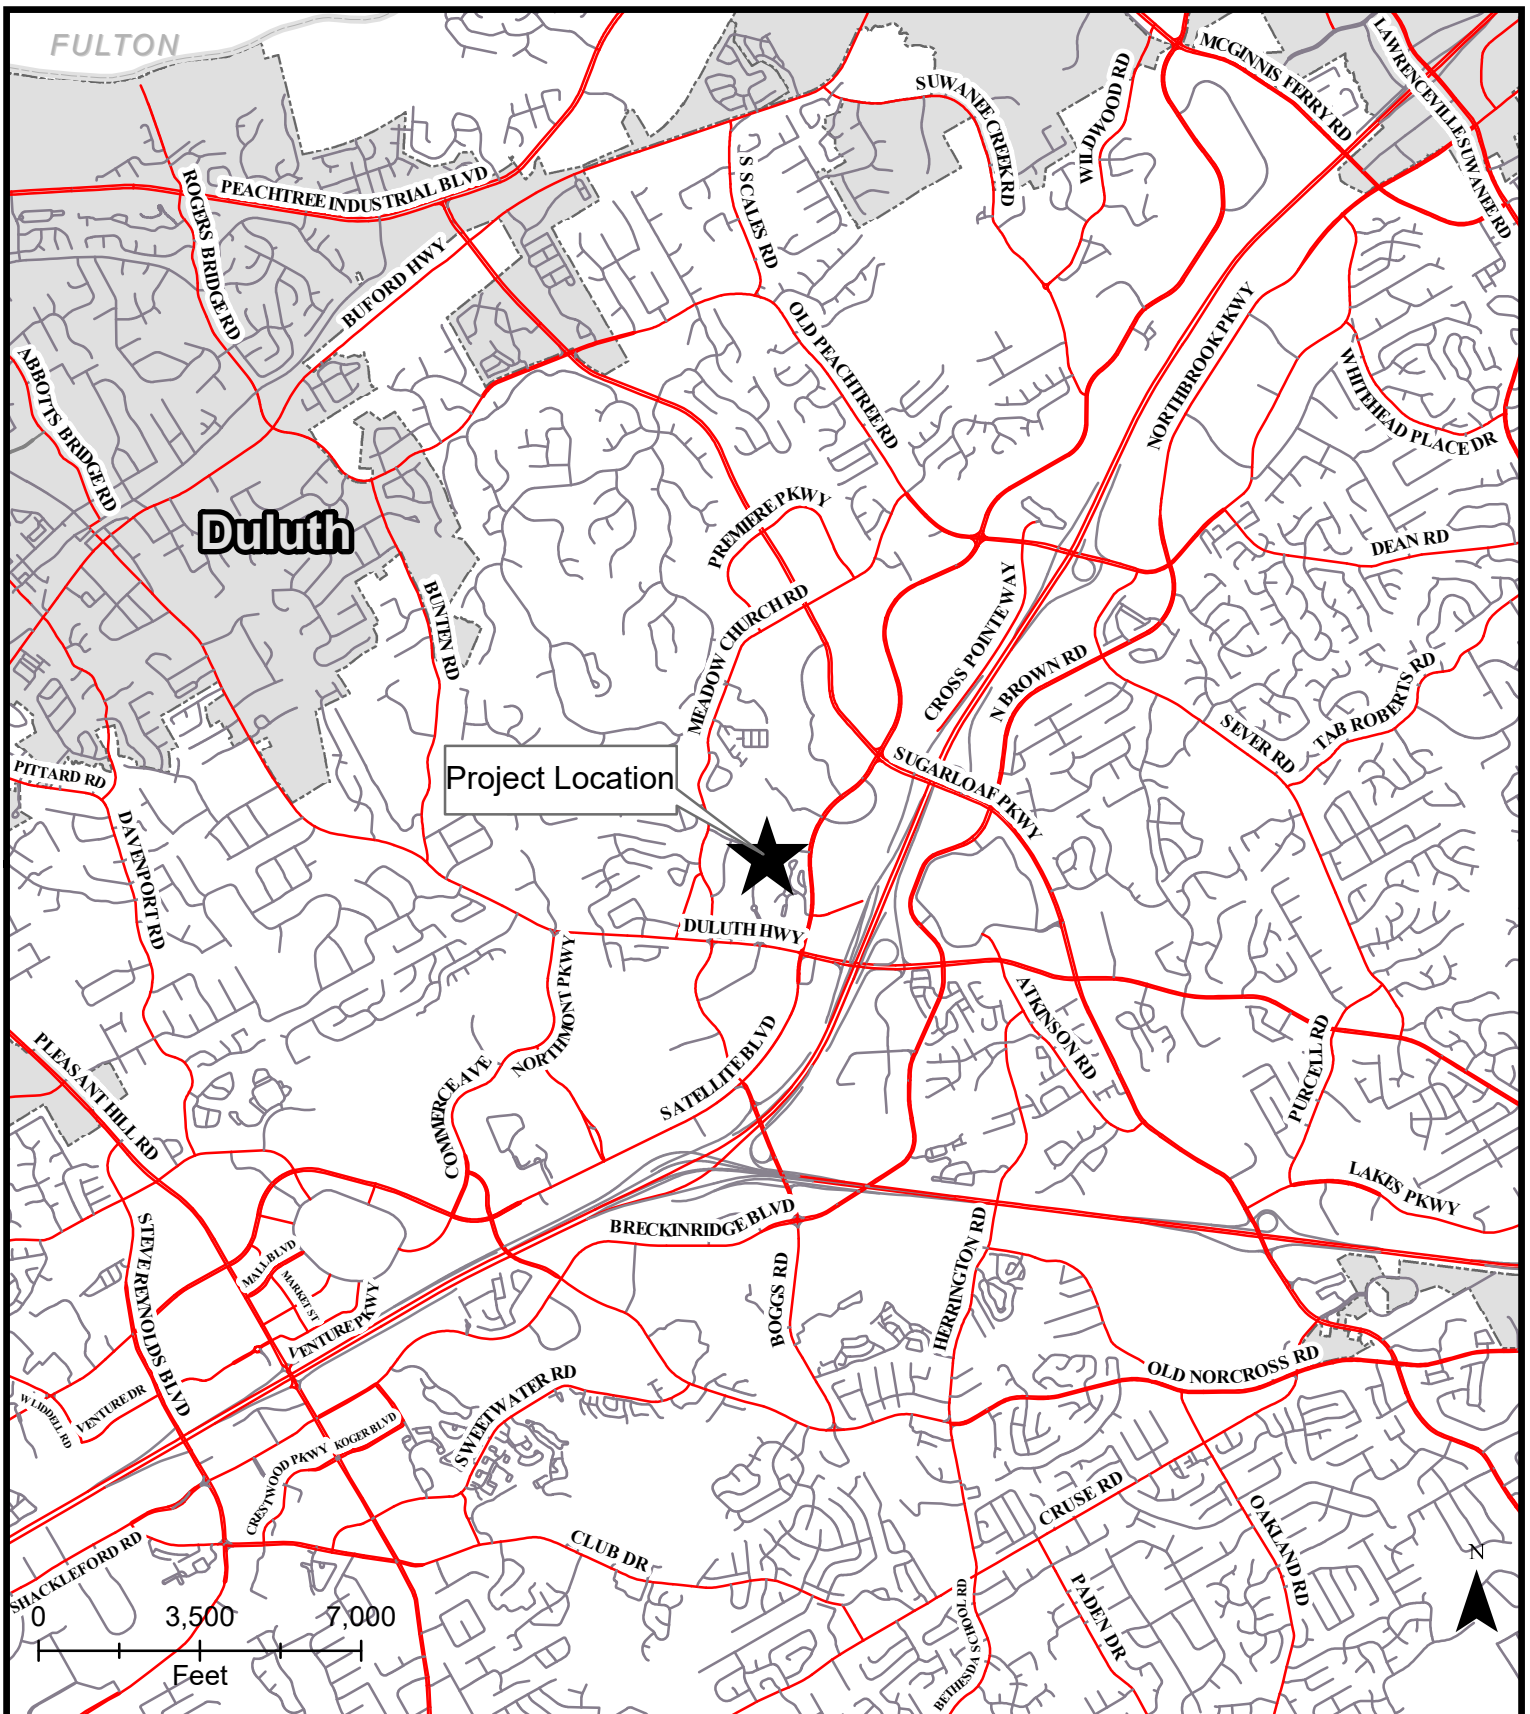 FULTON
MCGINNIS FERRY RD
LAWRENCEVILLESUWANEE RD
SUWANEE CREEK RD
WILDWOOD RD
S SCALES RD
PEACHTREE INDUSTRIAL BLVD
ROGERS BRIDGE RD
BUFORD HWY
OLD PEACHTREE RD
NORTHBROOK PKWY
ABBOTTS BRIDGE RD
WHITEHEAD PLACE DR
PREMIERE PKWY
Duluth
DEAN RD
BUNTEN RD
MEADOW CHURCH RD
CROSS POINTE WAY
N BROWN RD
TAB ROBERTS RD
SEVER RD
PITTARD RD
Project Location
SUGARLOAF PKWY
DAVENPORT RD
DULUTH HWY
NORTHMONT PKWY
ATKINSON RD
PURCELL RD
PLEASANT HILL RD
COMMERCE AVE
SATELLITE BLVD
LAKES PKWY
BRECKINRIDGE BLVD
STEVE REYNOLDS BLVD
MALL BLVD
MARKET ST
VENTURE PKWY
BOGGS RD
HERRINGTON RD
OLD NORCROSS RD
W LIDDELL RD
VENTURE DR
SWEETWATER RD
KOGER BLVD
CRESTWOOD PKWY
CRUSE RD
OAKLAND RD
SHACKLEFORD RD
CLUB DR
PADEN DR
BETHESDA SCHOOL RD
N
0 3,500 7,000
Feet